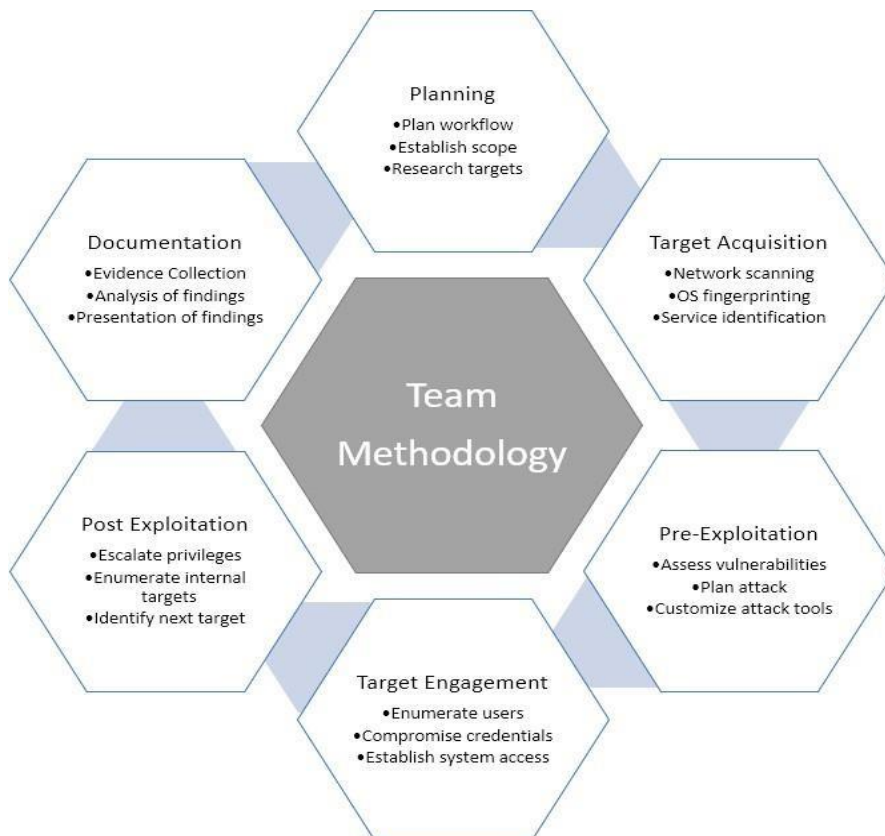 Planning
•Plan workflow
•Establish scope
•Research targets
Target Acquisition
•Network scanning
•OS fingerprinting
•Service identification
Pre-Exploitation
•Assess vulnerabilities
•Plan attack
•Customize attack tools
Target Engagement
•Enumerate users
•Compromise credentials
•Establish system access
Post Exploitation
•Escalate privileges
•Enumerate internal
targets
•Identify next target
Documentation
•Evidence Collection
•Analysis of findings
•Presentation of findings
Team
Methodology